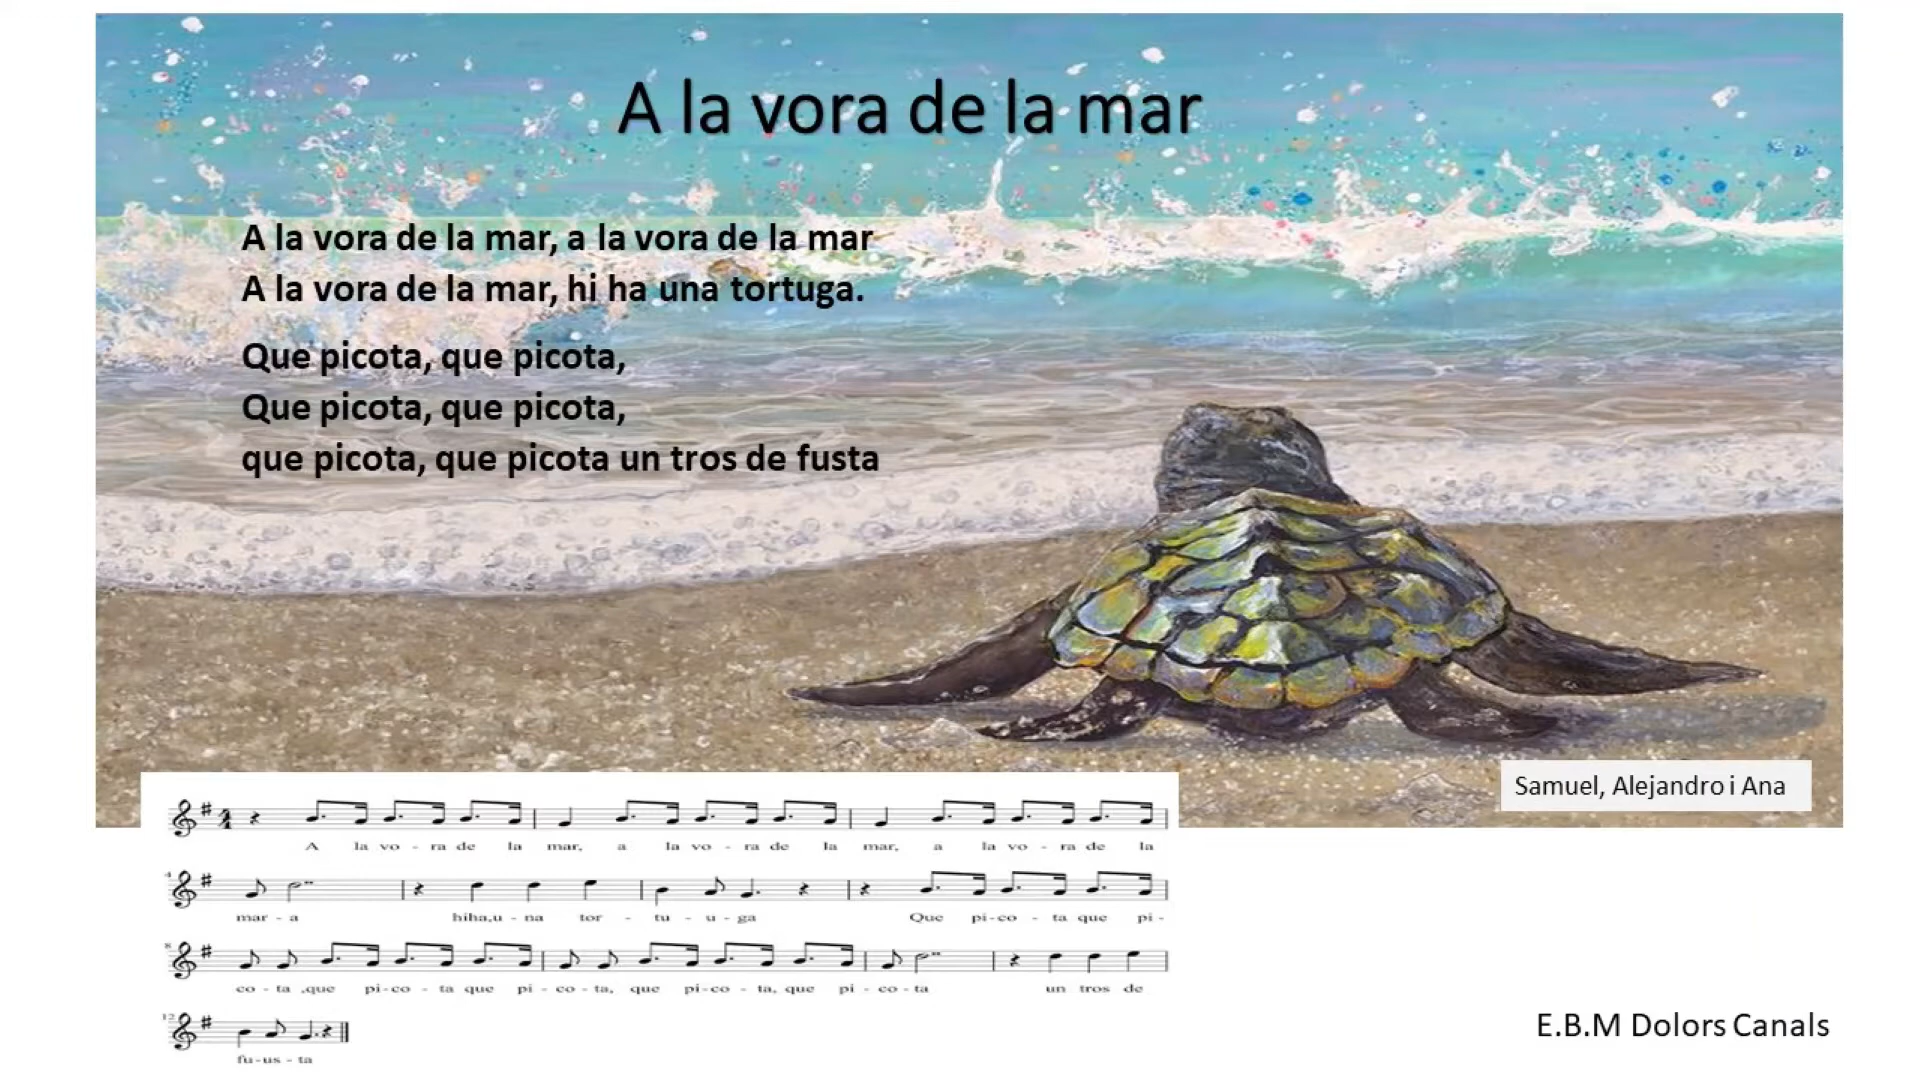 A la vora de la mar
A la vora de la mar, a la vora de la mar
A la vora de la mar, hi ha una tortuga.
Que picota, que picota,
Que picota, que picota,
que picota, que picota un tros de fusta
Samuel, Alejandro i Ana
A la vo - ra de la mar, a la vo - ra de la mar, a la vo - ra de la
4
mar - a hiha,u - na tor - tu - u - ga Que pi-co - ta que pi-
8
co - ta ,que pi-co - ta que pi - co - ta, que pi-co - ta, que pi - co - ta un tros de
12
fu-us - ta
E.B.M Dolors Canals